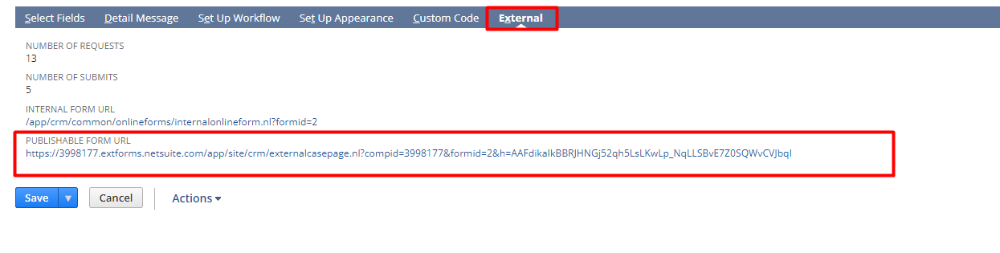 Select Fields Detail Message Set Up Workflow Set Up Appearance Custom Code External
NUMBER OF REQUESTS
13
NUMBER OF SUBMITS
5
INTERNAL FORM URL
/app/crm/common/onlineforms/internalonlineform.nl?formid=2
PUBLISHABLE FORM URL
https://3998177.extforms.netsuite.com/app/site/crm/externalcasepage.nl?compid=3998177&formid=2&h=AAFdikaIkBBRJHNGj52qh5LsLKwLp_NqLLSBvE7Z0SQWvCVJbqI
Save Cancel Actions